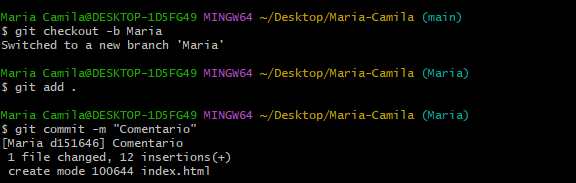 Maria Camila@DESKTOP-1D5FG49 MINGW64 ~/Desktop/Maria-Camila (main)
$ git checkout -b Maria
Switched to a new branch 'Maria'
Maria Camila@DESKTOP-1D5FG49 MINGW64 ~/Desktop/Maria-Camila (Maria)
$ git add .
Maria Camila@DESKTOP-1D5FG49 MINGW64 ~/Desktop/Maria-Camila (Maria)
$ git commit -m "Comentario"
[Maria d151646] Comentario
 1 file changed, 12 insertions(+)
 create mode 100644 index.html